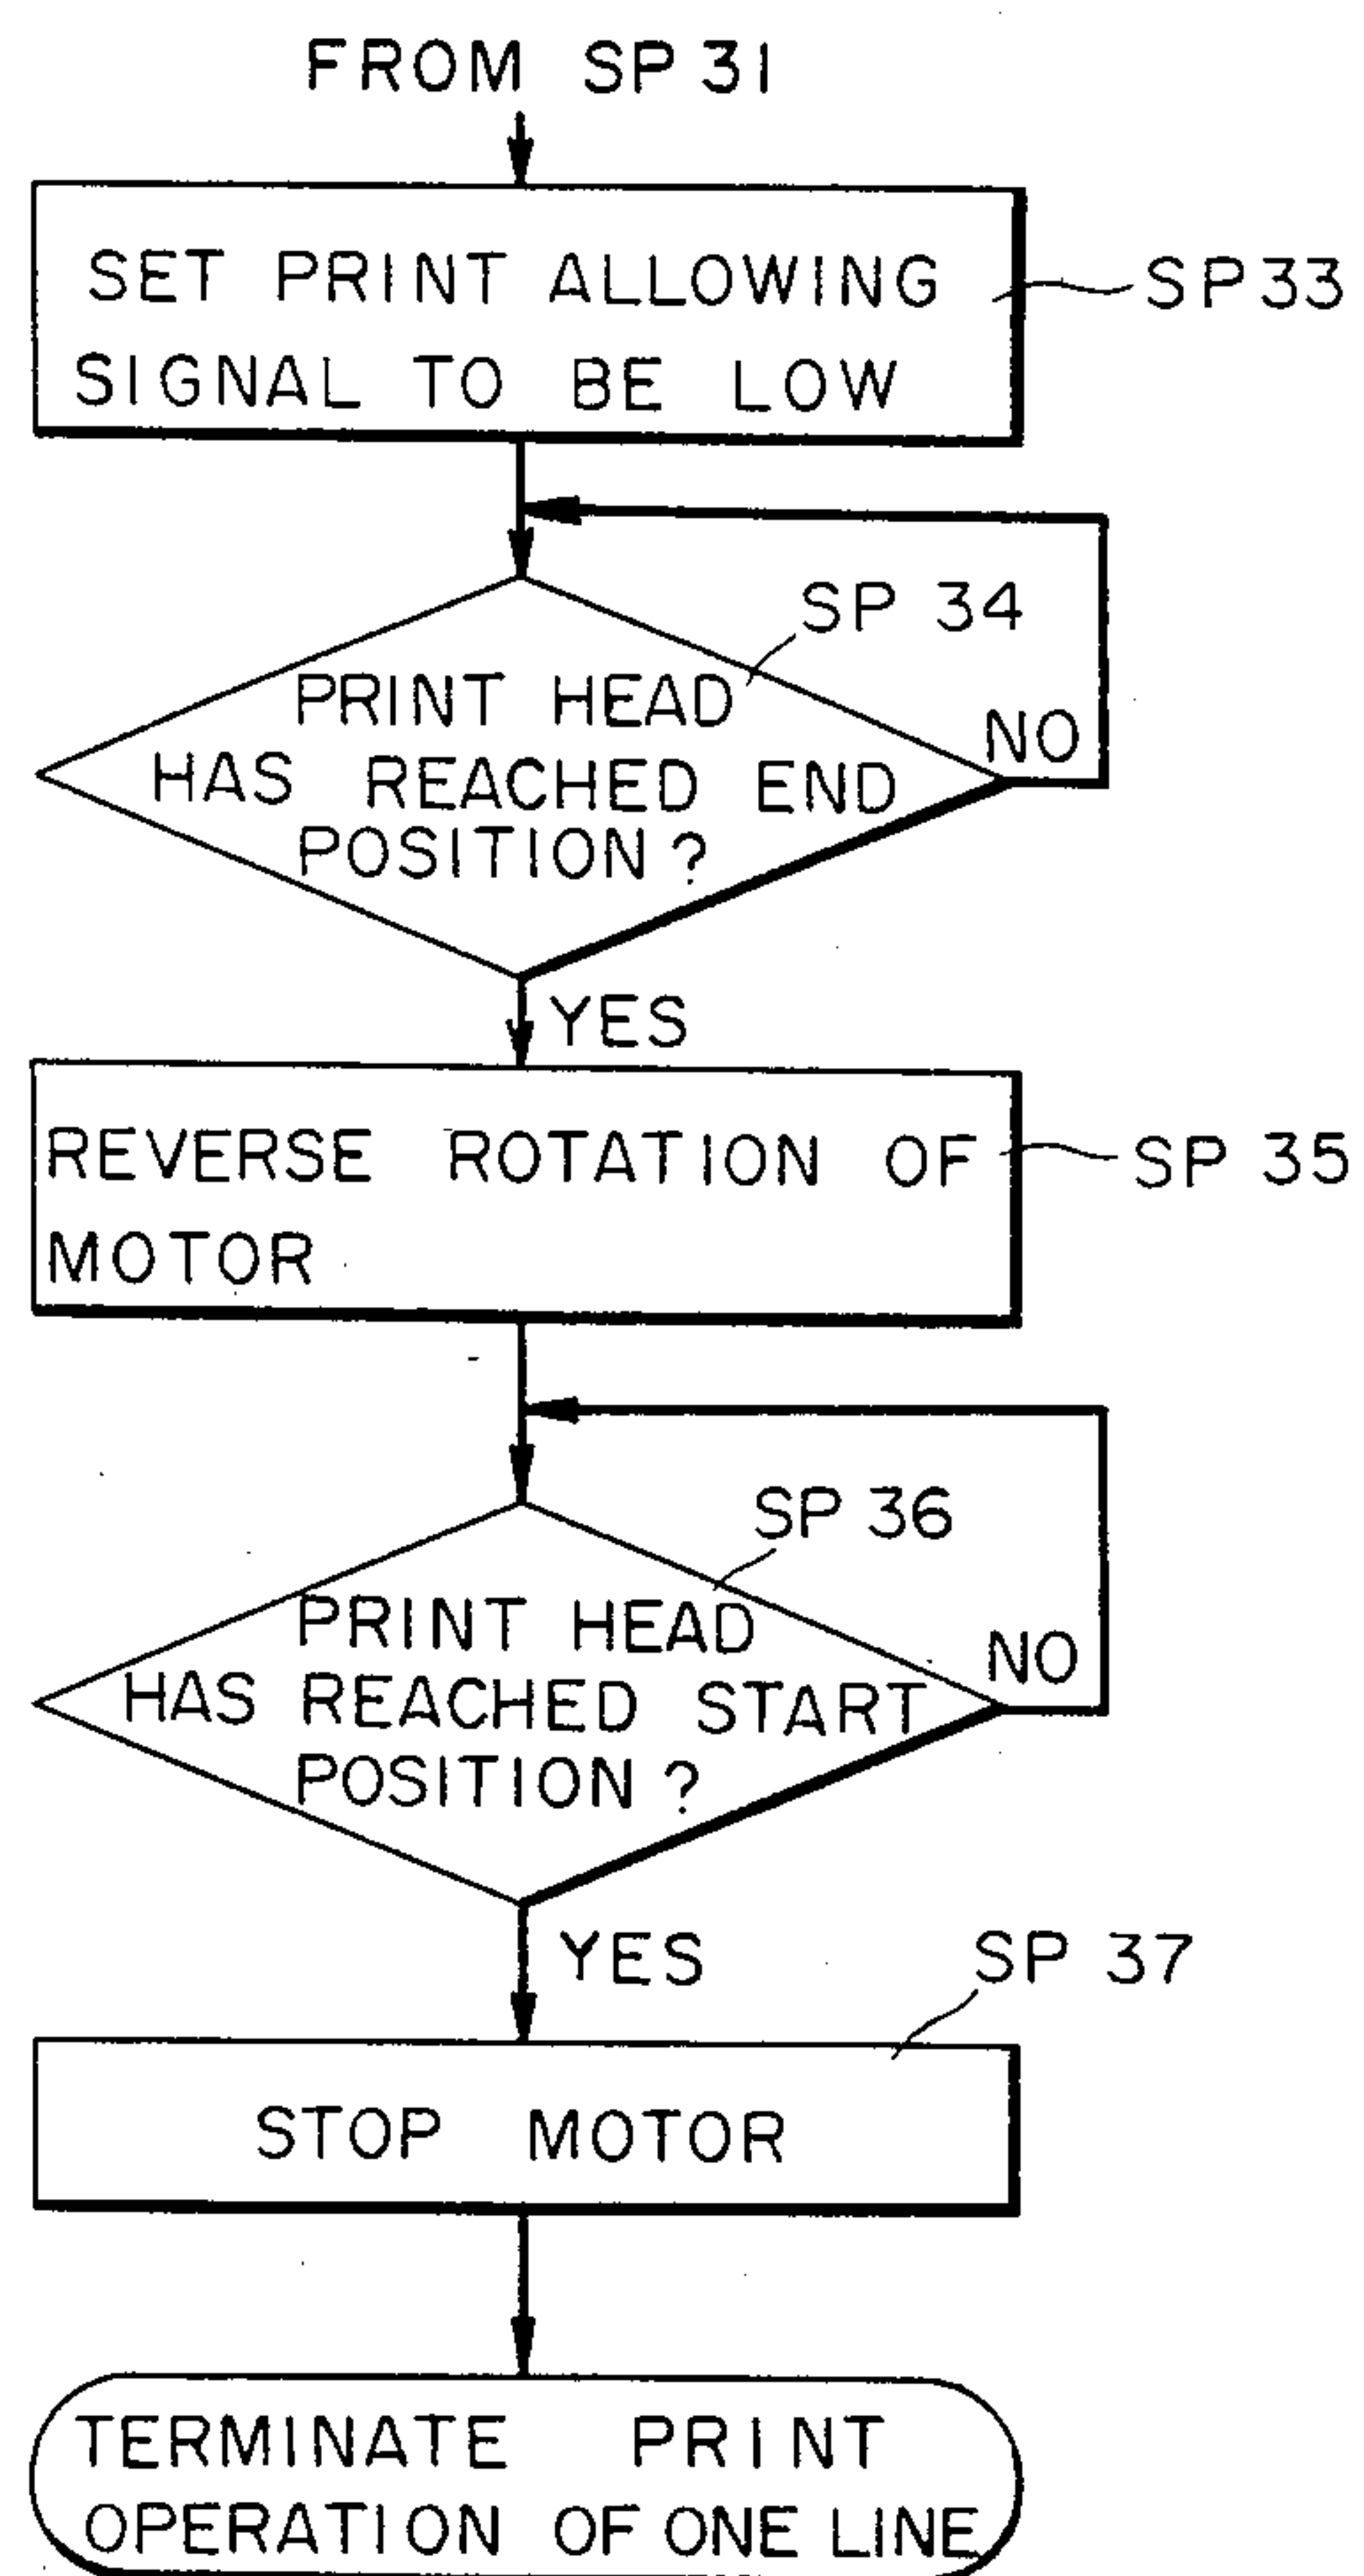 FROM SP 31
SET PRINT ALLOWING
SIGNAL TO BE LOW
SP 33
SP 34
PRINT HEAD
HAS REACHED END
POSITION ?
NO
YES
REVERSE ROTATION OF
MOTOR
SP 35
SP 36
PRINT HEAD
HAS REACHED START
POSITION ?
NO
YES
SP 37
STOP MOTOR
TERMINATE PRINT
OPERATION OF ONE LINE